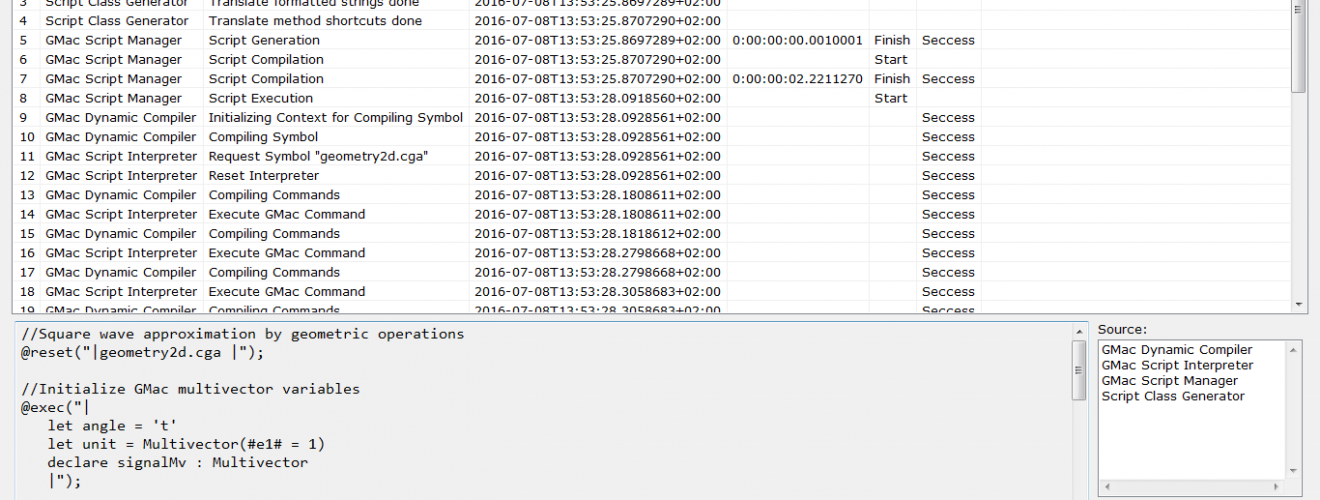 3 Script Class Generator Translate formatted strings done 2016-07-08T13:53:25.8697289+02:00
4 Script Class Generator Translate method shortcuts done 2016-07-08T13:53:25.8707290+02:00
5 GMac Script Manager Script Generation 2016-07-08T13:53:25.8697289+02:00 0:00:00:00.0010001 Finish Seccess
6 GMac Script Manager Script Compilation 2016-07-08T13:53:25.8707290+02:00 Start
7 GMac Script Manager Script Compilation 2016-07-08T13:53:25.8707290+02:00 0:00:00:02.2211270 Finish Seccess
8 GMac Script Manager Script Execution 2016-07-08T13:53:28.0918560+02:00 Start
9 GMac Dynamic Compiler Initializing Context for Compiling Symbol 2016-07-08T13:53:28.0928561+02:00 Seccess
10 GMac Dynamic Compiler Compiling Symbol 2016-07-08T13:53:28.0928561+02:00 Seccess
11 GMac Script Interpreter Request Symbol "geometry2d.cga" 2016-07-08T13:53:28.0928561+02:00 Seccess
12 GMac Script Interpreter Reset Interpreter 2016-07-08T13:53:28.0928561+02:00 Seccess
13 GMac Dynamic Compiler Compiling Commands 2016-07-08T13:53:28.1808611+02:00 Seccess
14 GMac Script Interpreter Execute GMac Command 2016-07-08T13:53:28.1808611+02:00 Seccess
15 GMac Dynamic Compiler Compiling Commands 2016-07-08T13:53:28.1818612+02:00 Seccess
16 GMac Script Interpreter Execute GMac Command 2016-07-08T13:53:28.2798668+02:00 Seccess
17 GMac Dynamic Compiler Compiling Commands 2016-07-08T13:53:28.2798668+02:00 Seccess
18 GMac Script Interpreter Execute GMac Command 2016-07-08T13:53:28.3058683+02:00 Seccess
19 GMac Dynamic Compiler Compiling Commands 2016-07-08T13:53:28.3058683+02:00 Seccess
//Square wave approximation by geometric operations
@reset("|geometry2d.cga |");
//Initialize GMac multivector variables
@exec("|
let angle = 't'
let unit = Multivector(#e1# = 1)
declare signalMv : Multivector
|");
Source:
GMac Dynamic Compiler
GMac Script Interpreter
GMac Script Manager
Script Class Generator